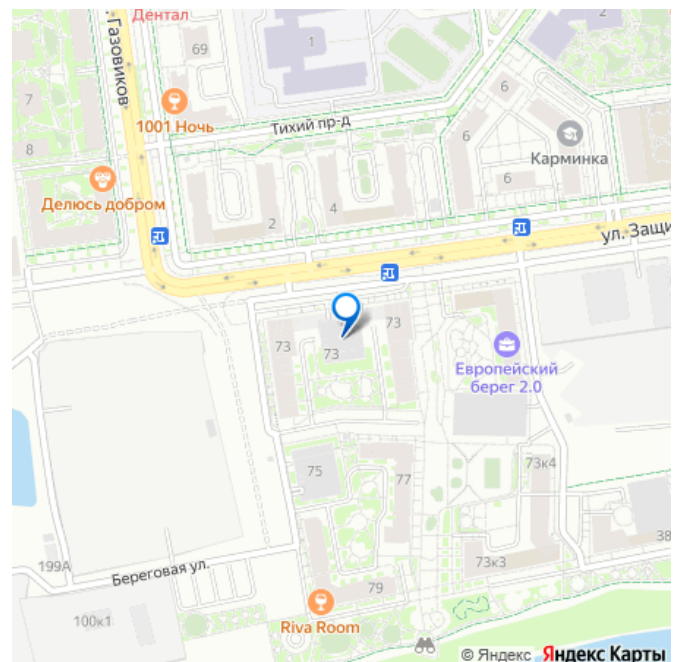 Дентал
69
1
2
ул. Газовиков
7
1001 Ночь
Тихий пр-д
6
6
Карминка
8
6
Делюсь добром
4
2
ул. Защи
73
73
73
Европейский
берег 2.0
75
77
73к4
199А
Береговая ул.
79
73к3
38
100к1
Riva Room
© Яндекс Яндекс Карты